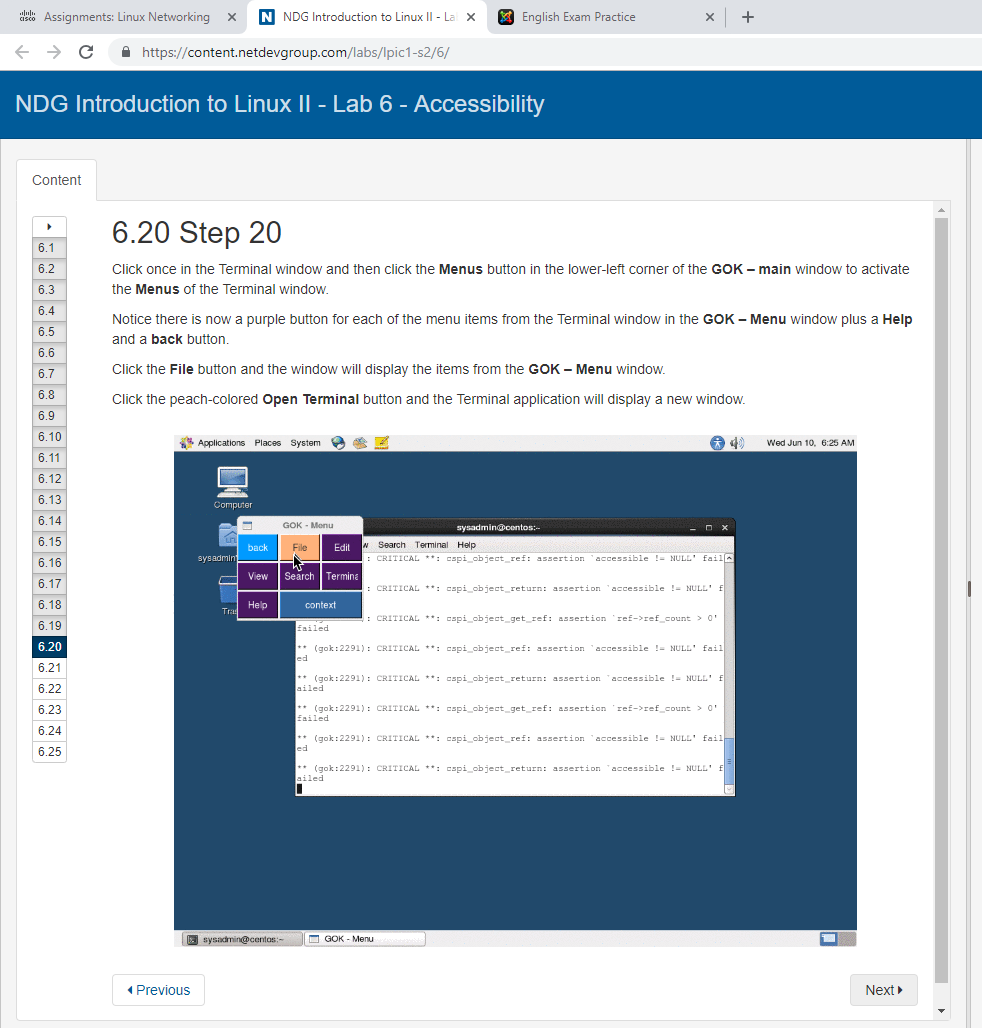 Assignments: Linux Networking
NDG Introduction to Linux II - La
English Exam Practice
https://content.netdevgroup.com/labs/lpic1-s2/6/
NDG Introduction to Linux II - Lab 6 - Accessibility
Content
6.1
6.2
6.3
6.4
6.5
6.6
6.7
6.8
6.9
6.10
6.11
6.12
6.13
6.14
6.15
6.16
6.17
6.18
6.19
6.20
6.21
6.22
6.23
6.24
6.25
6.20 Step 20
Click once in the Terminal window and then click the Menus button in the lower-left corner of the GOK – main window to activate
the Menus of the Terminal window.
Notice there is now a purple button for each of the menu items from the Terminal window in the GOK – Menu window plus a Help
and a back button.
Click the File button and the window will display the items from the GOK – Menu window.
Click the peach-colored Open Terminal button and the Terminal application will display a new window.
Applications Places System
Wed Jun 10, 6:25 AM
Computer
sysadmin
Tras
GOK - Menu
back File Edit
View Search Termina
Help context
sysadmin@centos:~
w Search Terminal Help
: CRITICAL **: cspi_object_ref: assertion `accessible != NULL' fail
: CRITICAL **: cspi_object_return: assertion `accessible != NULL' f
: CRITICAL **: cspi_object_get_ref: assertion `ref->ref_count > 0'
failed
** (gok:2291): CRITICAL **: cspi_object_ref: assertion `accessible != NULL' fail
ed
** (gok:2291): CRITICAL **: cspi_object_return: assertion `accessible != NULL' f
ailed
** (gok:2291): CRITICAL **: cspi_object_get_ref: assertion `ref->ref_count > 0'
failed
** (gok:2291): CRITICAL **: cspi_object_ref: assertion `accessible != NULL' fail
ed
** (gok:2291): CRITICAL **: cspi_object_return: assertion `accessible != NULL' f
ailed
sysadmin@centos:~
GOK - Menu
Previous
Next